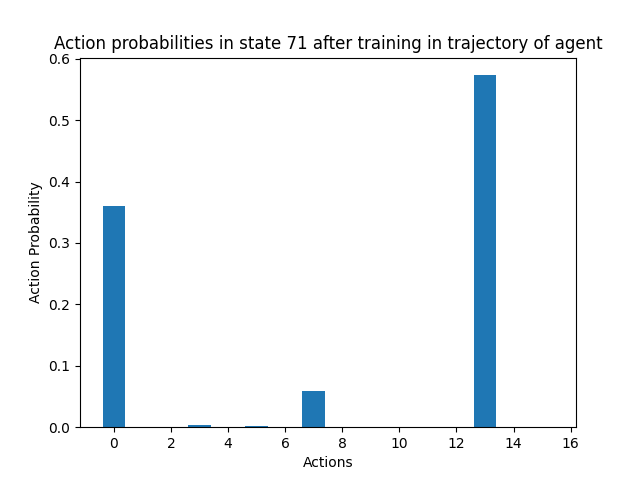 Action probabilities in state 71 after training in trajectory of agent
0.6
0.5
0.4
0.3
0.2
0.1
0.0
Action Probability
0 2 4 6 8 10 12 14 16
Actions